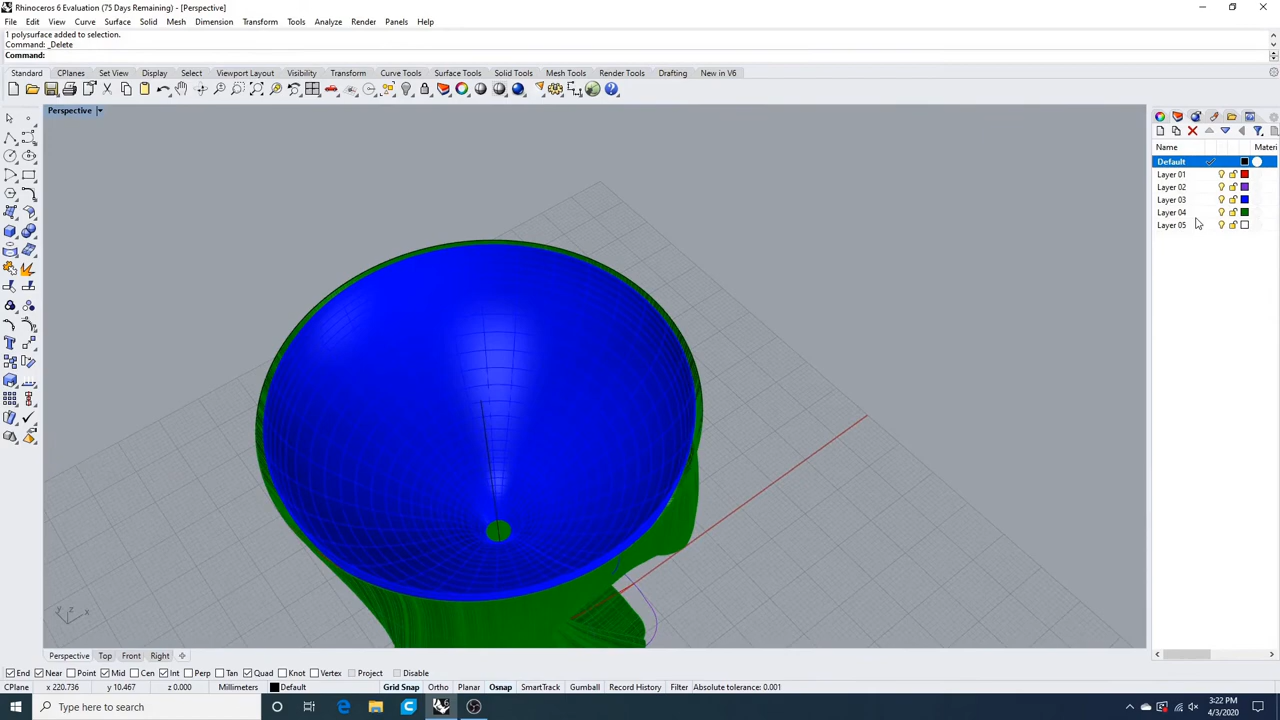 Rhinoceros 6 Evaluation (75 Days Remaining) - [Perspective]
File Edit View Curve Surface Solid Mesh Dimension Transform Tools Analyze Render Panels Help
1 polysurface added to selection.
Command: _Delete
Command:
Standard CPlanes Set View Display Select Viewport Layout Visibility Transform Curve Tools Surface Tools Solid Tools Mesh Tools Render Tools Drafting New in V6
Perspective
Name Materi
Default
Layer 01
Layer 02
Layer 03
Layer 04
Layer 05
y z x
Perspective Top Front Right
End Near Point Mid Cen Int Perp Tan Quad Knot Vertex Project Disable
CPlane x 220.736 y 10.467 z 0.000 Millimeters Default Grid Snap Ortho Planar Osnap SmartTrack Gumball Record History Filter Absolute tolerance: 0.001
Type here to search
3:22 PM
4/3/2020